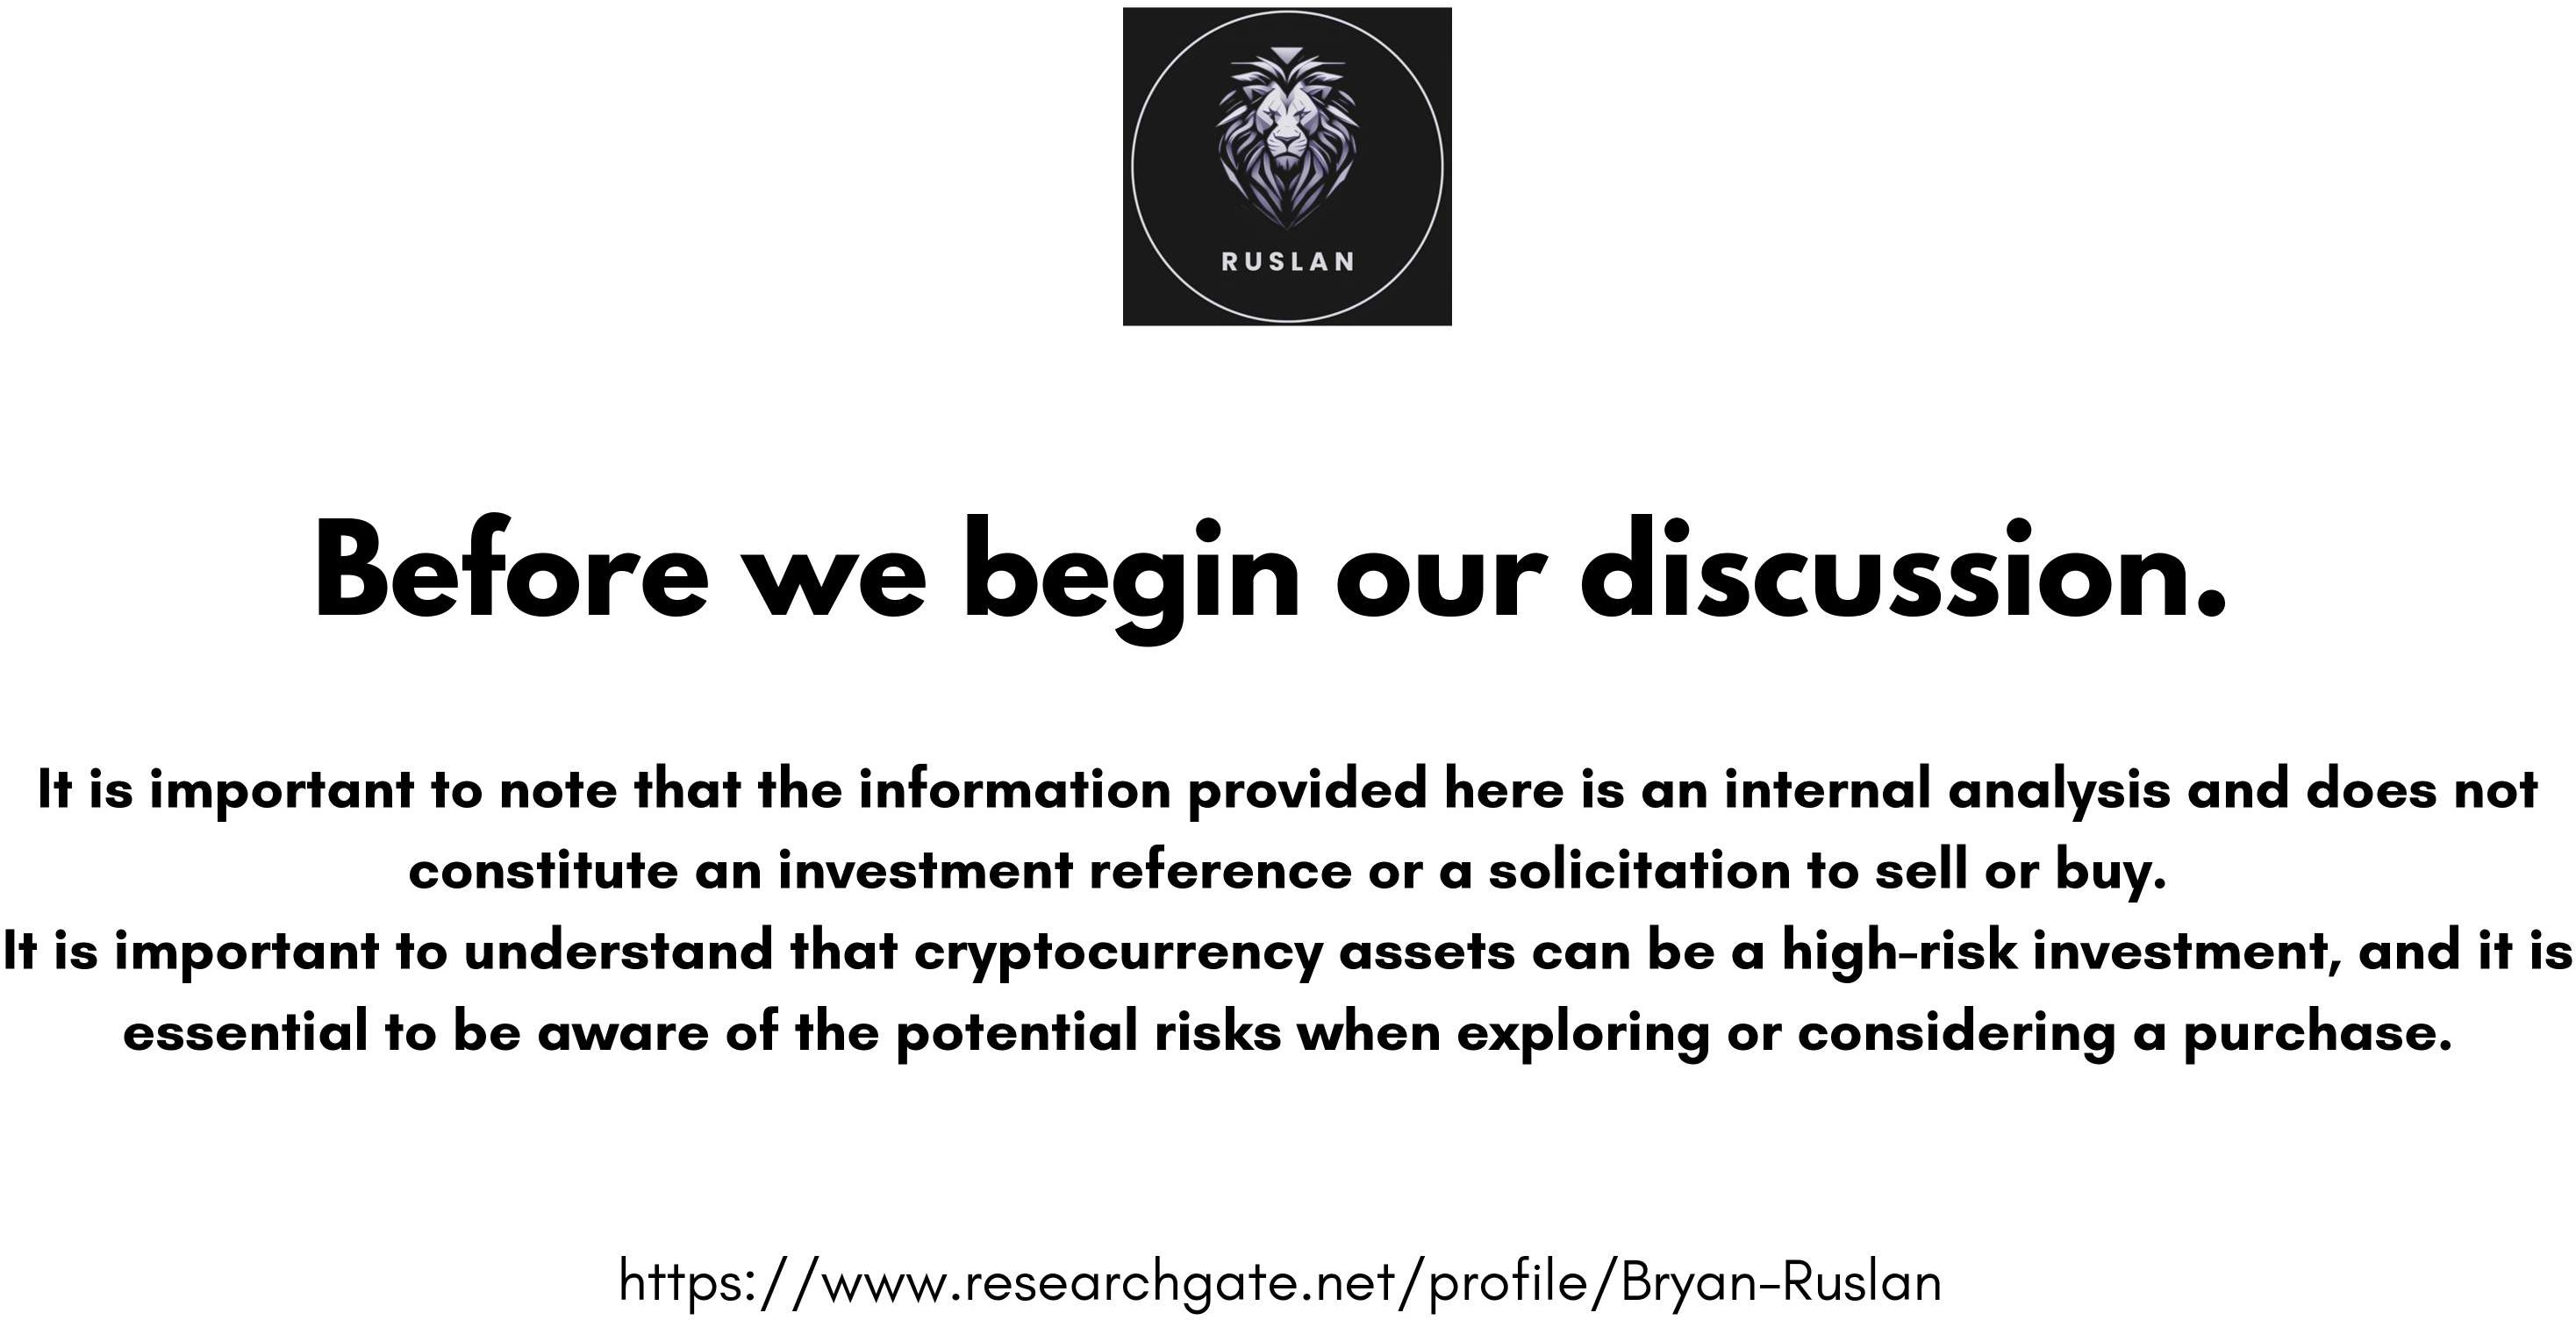 RUSLAN
Before we begin our discussion.
It is important to note that the information provided here is an internal analysis and does not
constitute an investment reference or a solicitation to sell or buy.
It is important to understand that cryptocurrency assets can be a high-risk investment, and it is
essential to be aware of the potential risks when exploring or considering a purchase.
https://www.researchgate.net/profile/Bryan-Ruslan